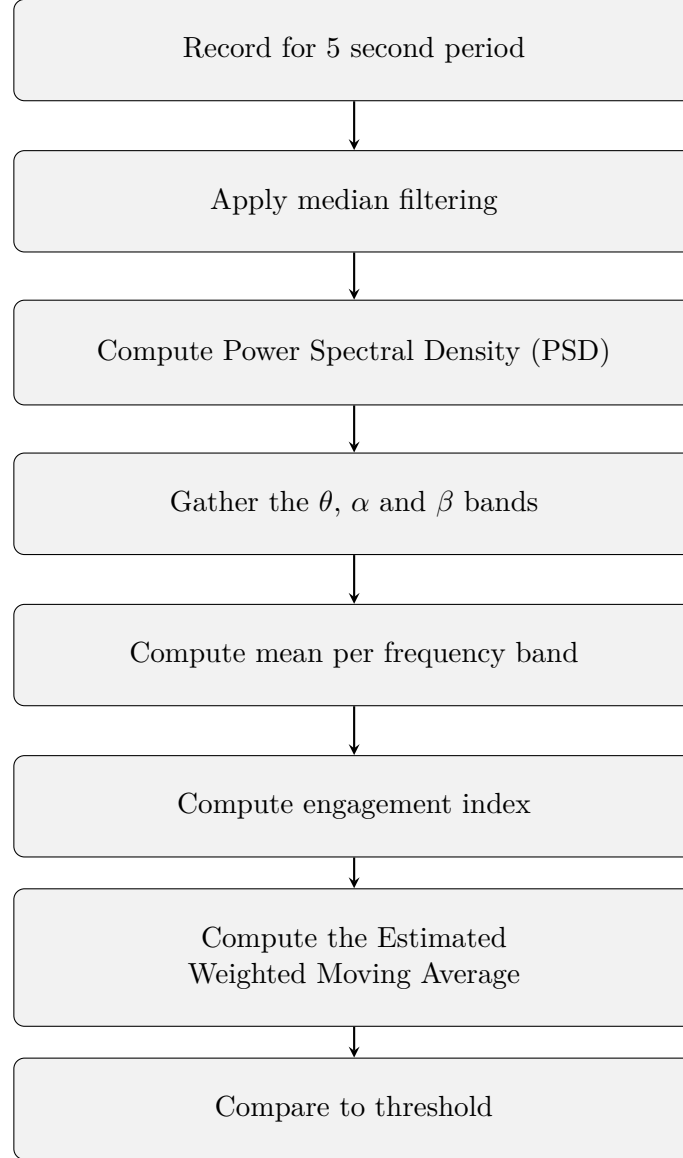 Record for 5 second period
Apply median filtering
Compute Power Spectral Density (PSD)
Gather the θ, α and β bands
Compute mean per frequency band
Compute engagement index
Compute the Estimated
Weighted Moving Average
Compare to threshold